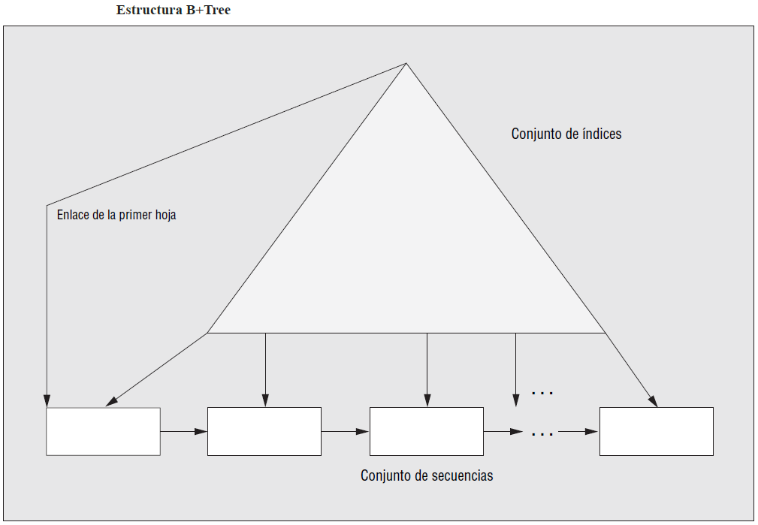 Estructura B+Tree
Conjunto de índices
Enlace de la primer hoja
. . .
. . .
Conjunto de secuencias